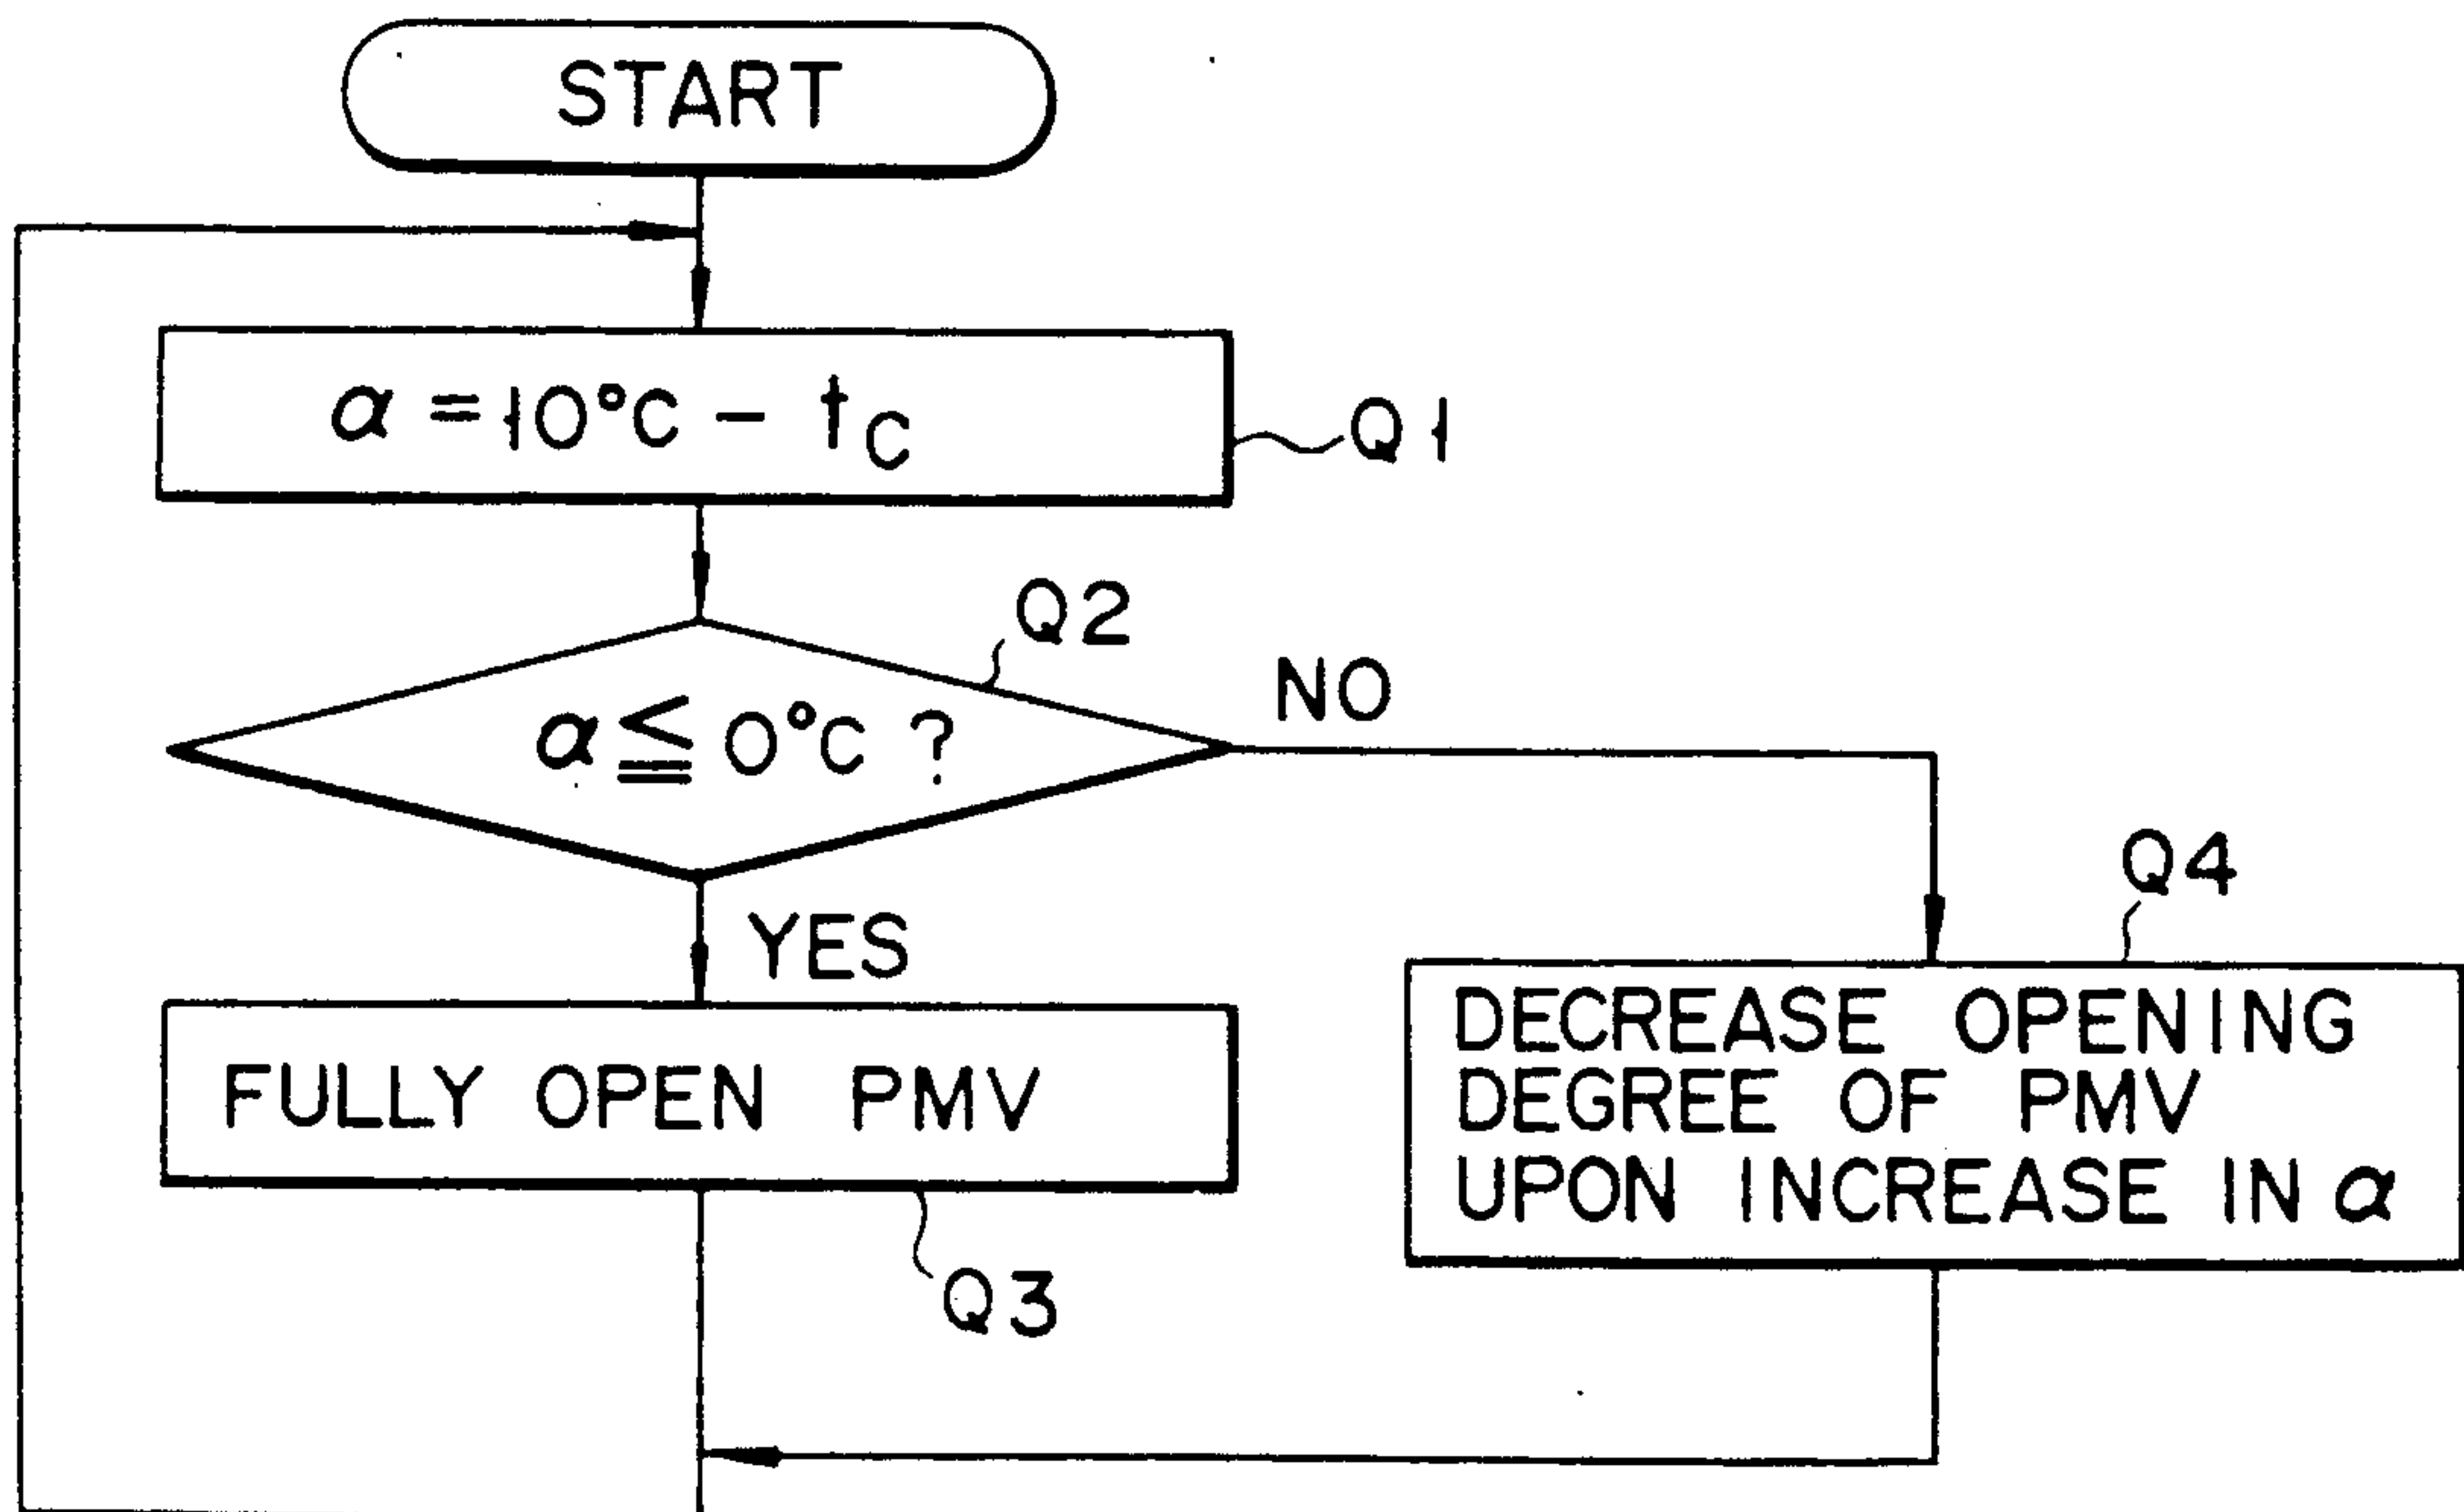 START
α = 10°C - tC
Q1
Q2
α ≦ 0°C ?
NO
YES
Q4
FULLY OPEN PMV
DECREASE OPENING
DEGREE OF PMV
UPON INCREASE IN α
Q3